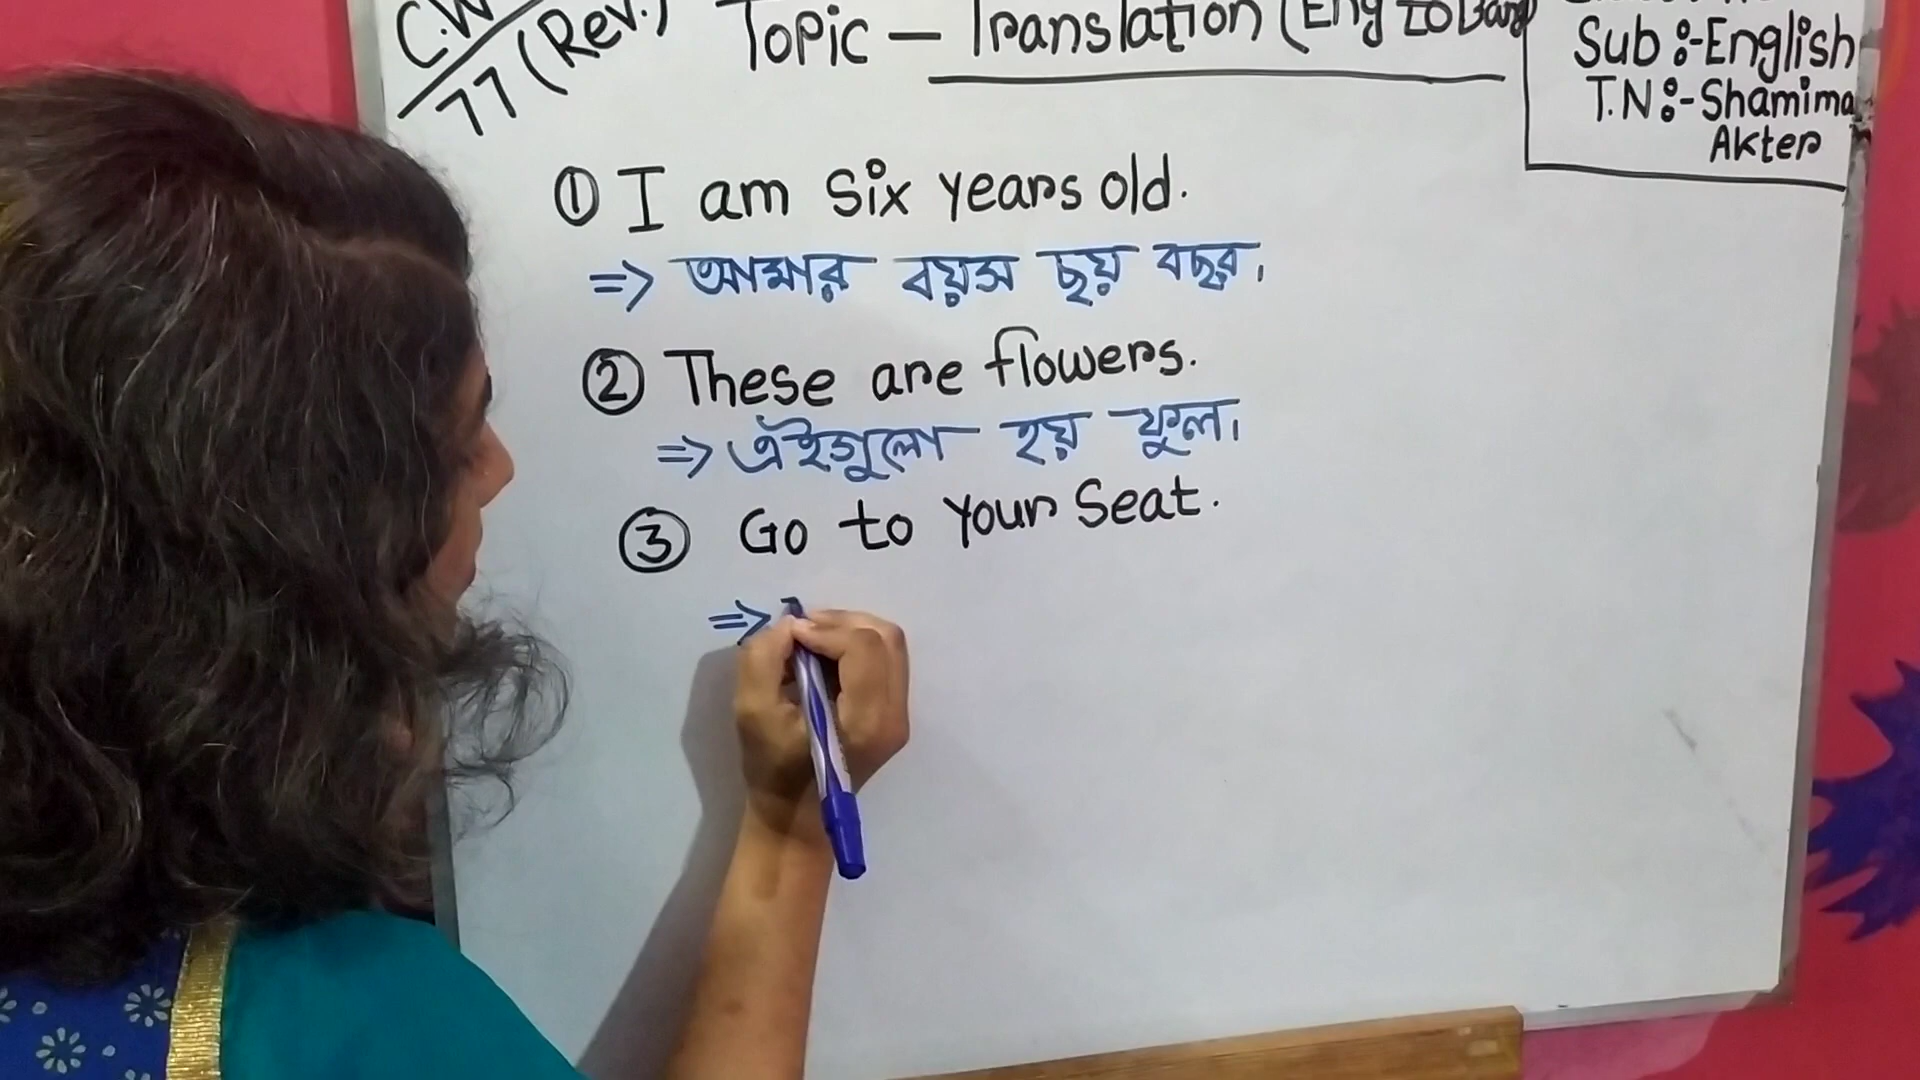 C.W
77 (Rev.)
Topic – Translation (Eng to Bang
Sub :- English
T.N :- Shamima
Akter
① I am Six years old.
=> আমার বয়স ছয় বছর।
② These are flowers.
=> এইগুলো হয় ফুল।
③ Go to Your Seat.
=>